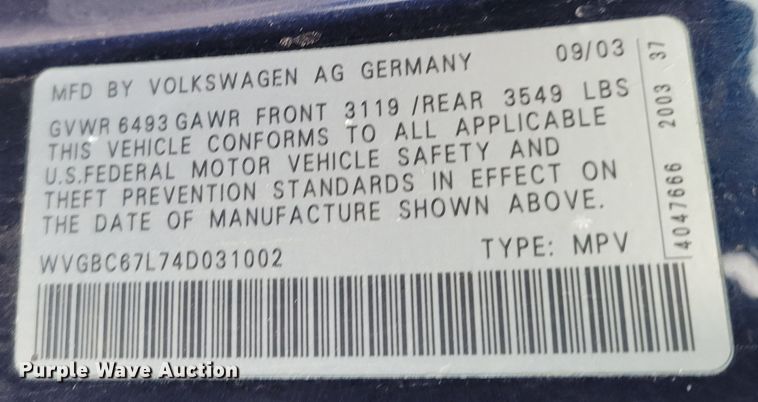 MFD BY VOLKSWAGEN AG GERMANY 09/03
GVWR 6493 GAWR FRONT 3119 /REAR 3549 LBS
THIS VEHICLE CONFORMS TO ALL APPLICABLE
U.S.FEDERAL MOTOR VEHICLE SAFETY AND
THEFT PREVENTION STANDARDS IN EFFECT ON
THE DATE OF MANUFACTURE SHOWN ABOVE.
WVGBC67L74D031002 TYPE: MPV
4047666 2003 37
Purple Wave Auction